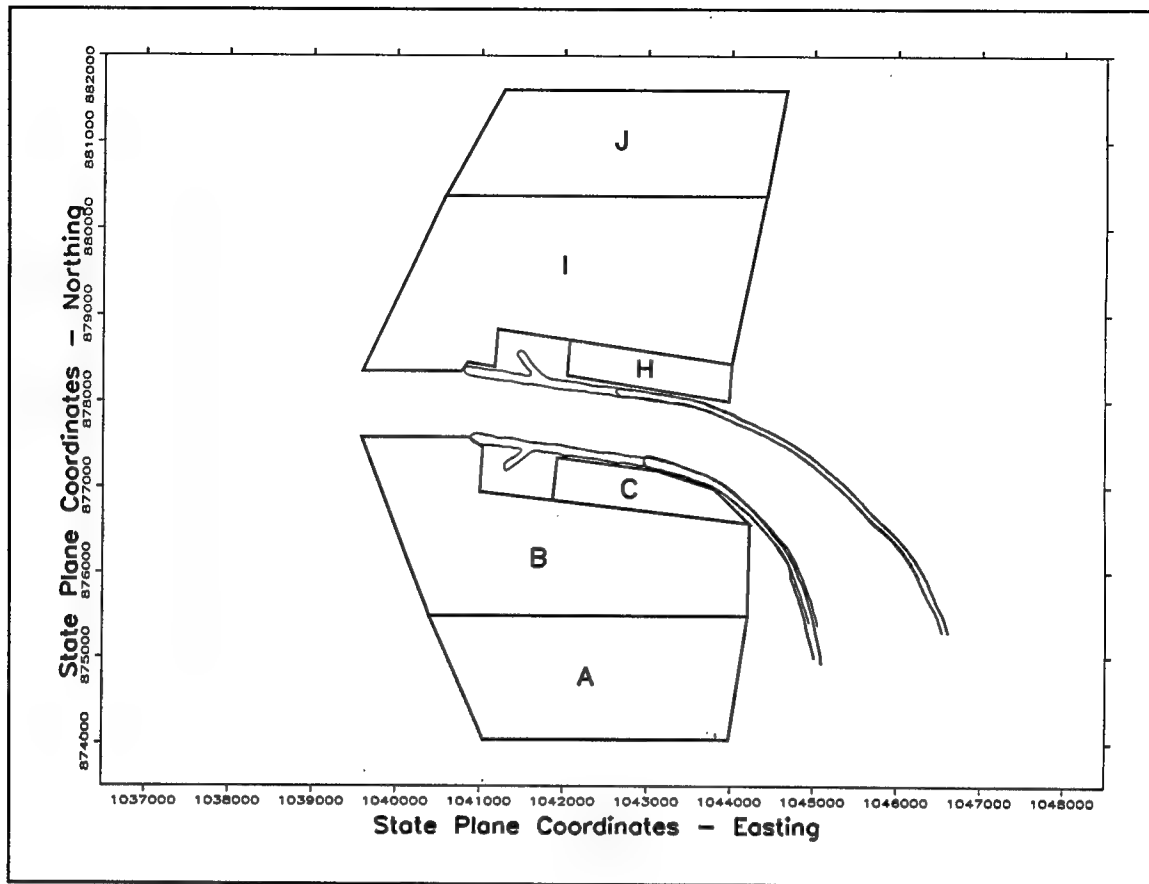 882000
881000
880000
879000
878000
877000
876000
875000
874000
State Plane Coordinates – Northing
J
I
H
C
B
A
1037000 1038000 1039000 1040000 1041000 1042000 1043000 1044000 1045000 1046000 1047000 1048000
State Plane Coordinates – Easting